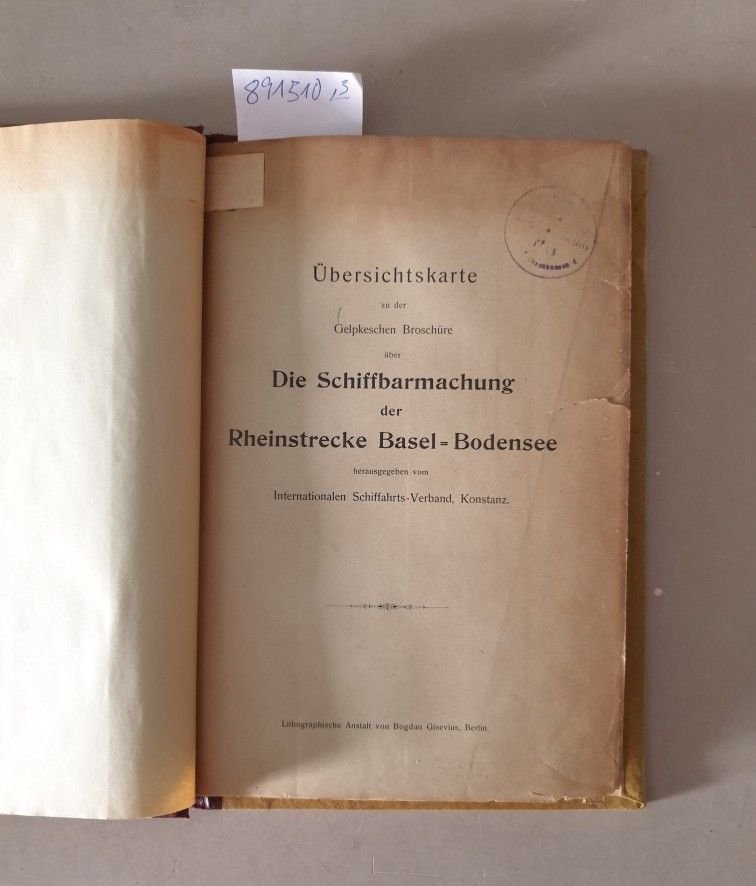 891510 B
Übersichtskarte
zu der
Gelpkeschen Broschüre
über
Die Schiffbarmachung
der
Rheinstrecke Basel=Bodensee
herausgegeben vom
Internationalen Schiffahrts-Verband, Konstanz.
Lithographische Anstalt von Bogdan Gisevius, Berlin.